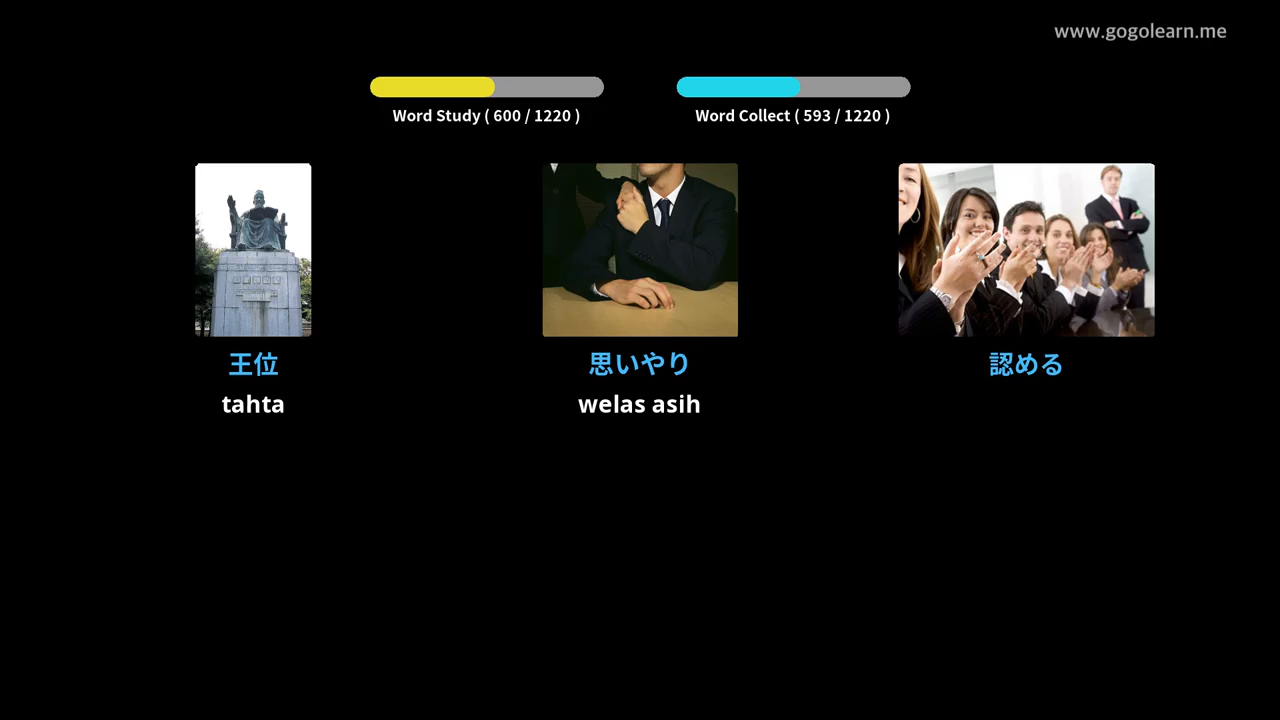 www.gogolearn.me
Word Study ( 600 / 1220 )
Word Collect ( 593 / 1220 )
王位
思いやり
認める
tahta
welas asih